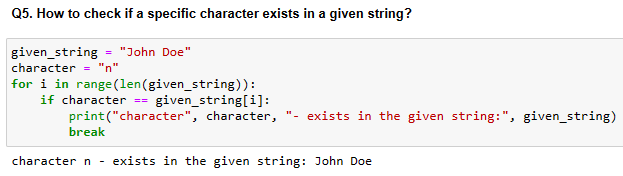 Q5. How to check if a specific character exists in a given string?
given_string = "John Doe"
character = "n"
for i in range(len(given_string)):
    if character == given_string[i]:
        print("character", character, "- exists in the given string:", given_string)
        break
character n - exists in the given string: John Doe